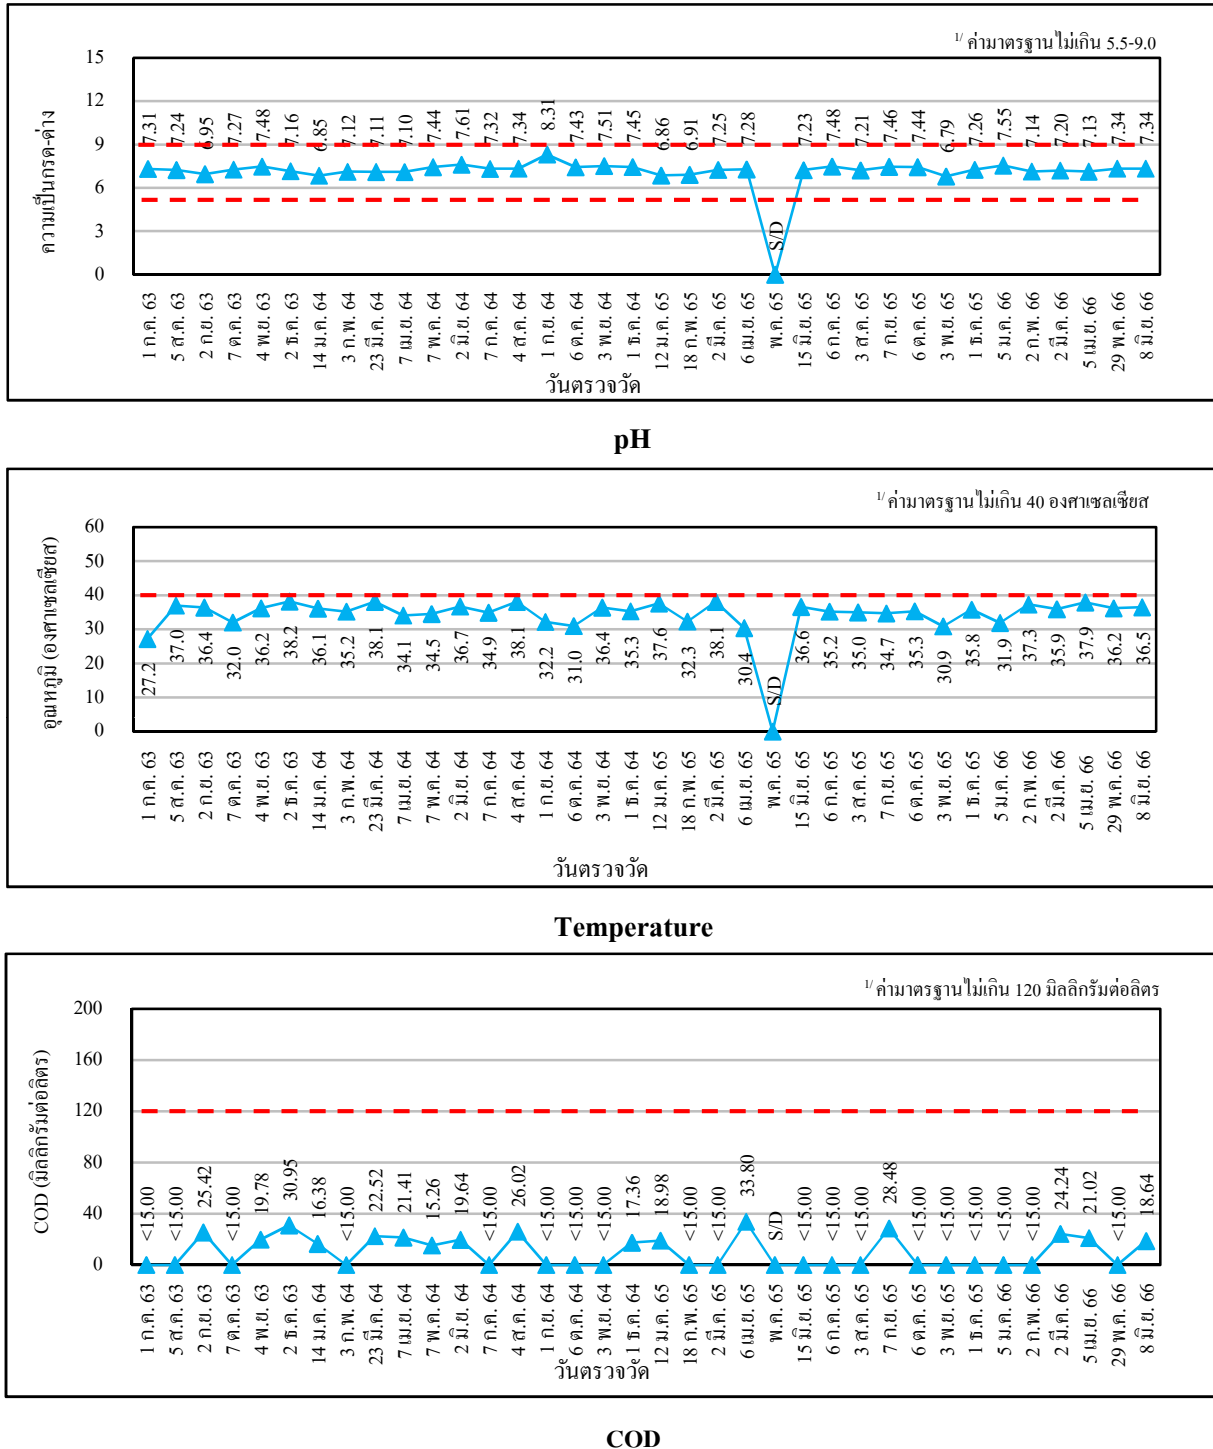 1/ ค่ามาตรฐานไม่เกิน 5.5-9.0
ความเป็นกรด-ด่าง
15
12
9
6
3
0
7.31 7.24 6.95 7.27 7.48 7.16 6.85 7.12 7.11 7.10 7.44 7.61 7.32 7.34 8.31 7.43 7.51 7.45 6.86 6.91 7.25 7.28 S/D 7.23 7.48 7.21 7.46 7.44 6.79 7.26 7.55 7.14 7.20 7.13 7.34 7.34
1 ก.ค. 63 5 ส.ค. 63 2 ก.ย. 63 7 ต.ค. 63 4 พ.ย. 63 2 ธ.ค. 63 14 ม.ค. 64 3 ก.พ. 64 23 มี.ค. 64 7 เม.ย. 64 7 พ.ค. 64 2 มิ.ย. 64 7 ก.ค. 64 4 ส.ค. 64 1 ก.ย. 64 6 ต.ค. 64 3 พ.ย. 64 1 ธ.ค. 64 12 ม.ค. 65 18 ก.พ. 65 2 มี.ค. 65 6 เม.ย. 65 พ.ค. 65 15 มิ.ย. 65 6 ก.ค. 65 3 ส.ค. 65 7 ก.ย. 65 6 ต.ค. 65 3 พ.ย. 65 1 ธ.ค. 65 5 ม.ค. 66 2 ก.พ. 66 2 มี.ค. 66 5 เม.ย. 66 29 พ.ค. 66 8 มิ.ย. 66
วันตรวจวัด
pH
1/ ค่ามาตรฐานไม่เกิน 40 องศาเซลเซียส
อุณหภูมิ (องศาเซลเซียส)
60
50
40
30
20
10
0
27.2 37.0 36.4 32.0 36.2 38.2 36.1 35.2 38.1 34.1 34.5 36.7 34.9 38.1 32.2 31.0 36.4 35.3 37.6 32.3 38.1 30.4 S/D 36.6 35.2 35.0 34.7 35.3 30.9 35.8 31.9 37.3 35.9 37.9 36.2 36.5
1 ก.ค. 63 5 ส.ค. 63 2 ก.ย. 63 7 ต.ค. 63 4 พ.ย. 63 2 ธ.ค. 63 14 ม.ค. 64 3 ก.พ. 64 23 มี.ค. 64 7 เม.ย. 64 7 พ.ค. 64 2 มิ.ย. 64 7 ก.ค. 64 4 ส.ค. 64 1 ก.ย. 64 6 ต.ค. 64 3 พ.ย. 64 1 ธ.ค. 64 12 ม.ค. 65 18 ก.พ. 65 2 มี.ค. 65 6 เม.ย. 65 พ.ค. 65 15 มิ.ย. 65 6 ก.ค. 65 3 ส.ค. 65 7 ก.ย. 65 6 ต.ค. 65 3 พ.ย. 65 1 ธ.ค. 65 5 ม.ค. 66 2 ก.พ. 66 2 มี.ค. 66 5 เม.ย. 66 29 พ.ค. 66 8 มิ.ย. 66
วันตรวจวัด
Temperature
1/ ค่ามาตรฐานไม่เกิน 120 มิลลิกรัมต่อลิตร
COD (มิลลิกรัมต่อลิตร)
200
160
120
80
40
0
<15.00 <15.00 25.42 <15.00 19.78 30.95 16.38 <15.00 22.52 21.41 15.26 19.64 <15.00 26.02 <15.00 <15.00 <15.00 17.36 18.98 <15.00 <15.00 33.80 S/D <15.00 <15.00 <15.00 28.48 <15.00 <15.00 <15.00 <15.00 <15.00 24.24 21.02 <15.00 18.64
1 ก.ค. 63 5 ส.ค. 63 2 ก.ย. 63 7 ต.ค. 63 4 พ.ย. 63 2 ธ.ค. 63 14 ม.ค. 64 3 ก.พ. 64 23 มี.ค. 64 7 เม.ย. 64 7 พ.ค. 64 2 มิ.ย. 64 7 ก.ค. 64 4 ส.ค. 64 1 ก.ย. 64 6 ต.ค. 64 3 พ.ย. 64 1 ธ.ค. 64 12 ม.ค. 65 18 ก.พ. 65 2 มี.ค. 65 6 เม.ย. 65 พ.ค. 65 15 มิ.ย. 65 6 ก.ค. 65 3 ส.ค. 65 7 ก.ย. 65 6 ต.ค. 65 3 พ.ย. 65 1 ธ.ค. 65 5 ม.ค. 66 2 ก.พ. 66 2 มี.ค. 66 5 เม.ย. 66 29 พ.ค. 66 8 มิ.ย. 66
วันตรวจวัด
COD